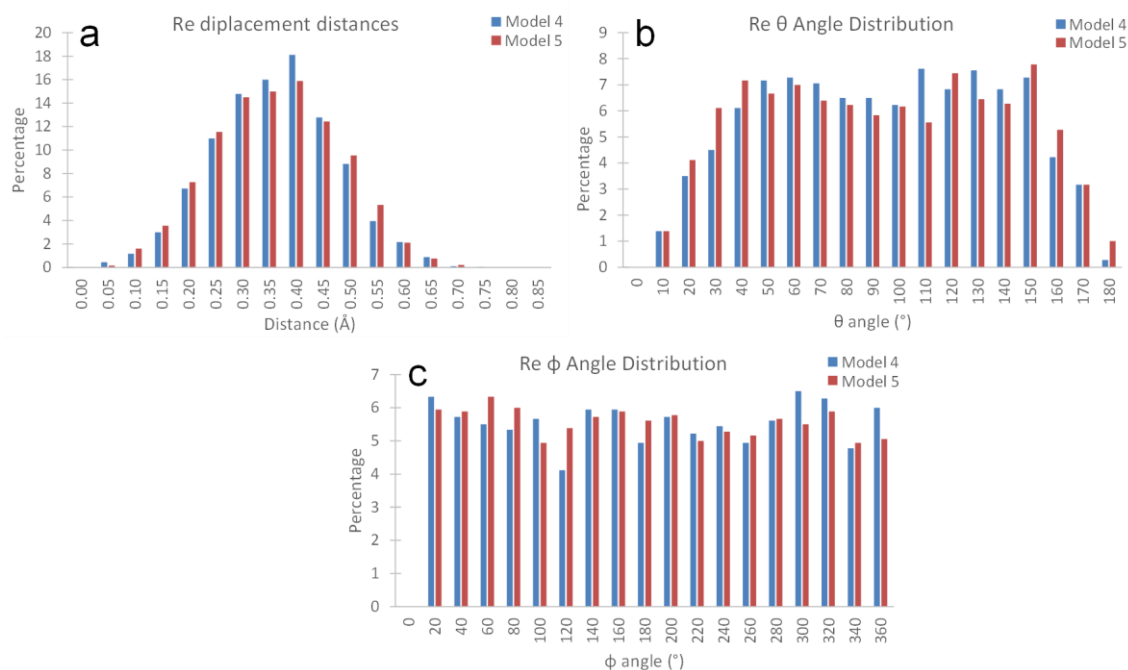 a
Re diplacement distances
Model 4
Model 5
Percentage
20
18
16
14
12
10
8
6
4
2
0
0.00 0.05 0.10 0.15 0.20 0.25 0.30 0.35 0.40 0.45 0.50 0.55 0.60 0.65 0.70 0.75 0.80 0.85
Distance (Å)
b
Re θ Angle Distribution
Model 4
Model 5
Percentage
9
8
7
6
5
4
3
2
1
0
0 10 20 30 40 50 60 70 80 90 100 110 120 130 140 150 160 170 180
θ angle (°)
c
Re ϕ Angle Distribution
Model 4
Model 5
Percentage
7
6
5
4
3
2
1
0
0 20 40 60 80 100 120 140 160 180 200 220 240 260 280 300 320 340 360
ϕ angle (°)